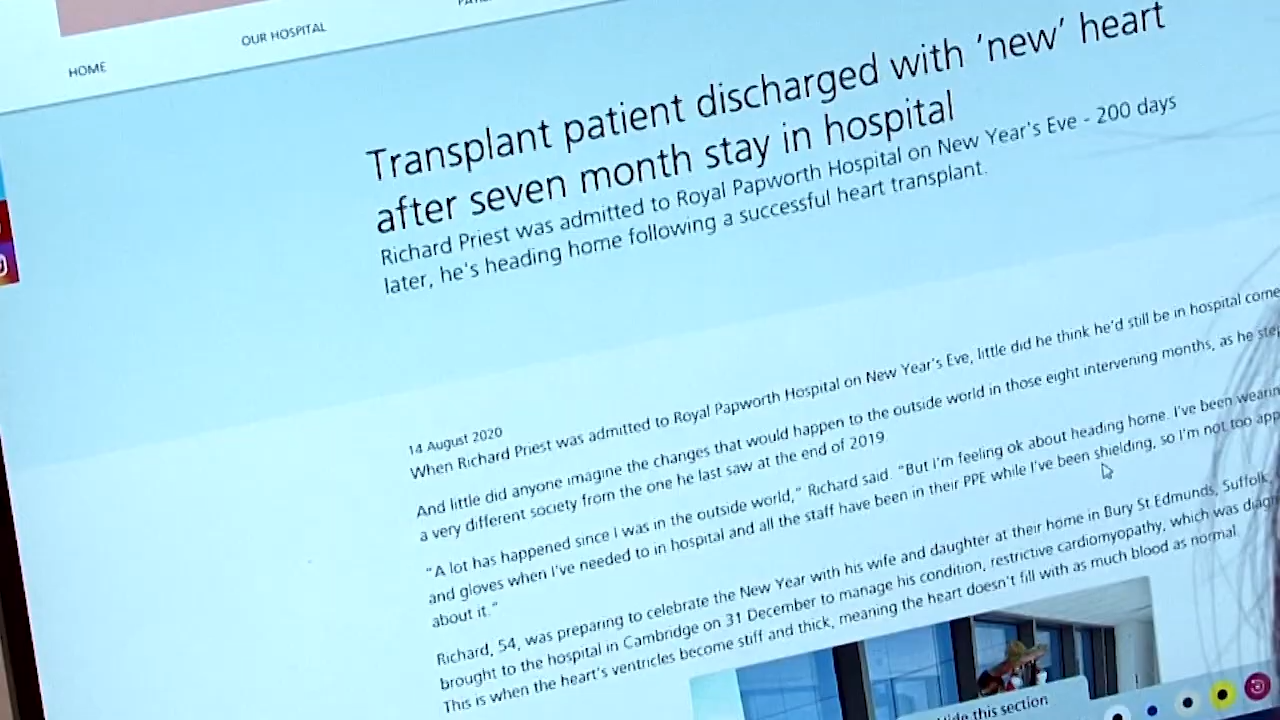 HOME
OUR HOSPITAL
Transplant patient discharged with ‘new’ heart
after seven month stay in hospital
Richard Priest was admitted to Royal Papworth Hospital on New Year's Eve - 200 days
later, he's heading home following a successful heart transplant.
14 August 2020
When Richard Priest was admitted to Royal Papworth Hospital on New Year's Eve, little did he think he'd still be in hospital come
And little did anyone imagine the changes that would happen to the outside world in those eight intervening months, as he
a very different society from the one he last saw at the end of 2019
“A lot has happened since I was in the outside world,” Richard said. “But I'm feeling ok about heading home. I've been
and gloves when I've needed to in hospital and all the staff have been in their PPE while I've been shielding, so I'm not too
about it.”
Richard, 54, was preparing to celebrate the New Year with his wife and daughter at their home in Bury St Edmunds, Suffolk,
brought to the hospital in Cambridge on 31 December to manage his condition, restrictive cardiomyopathy, which was
This is when the heart's ventricles become stiff and thick, meaning the heart doesn't fill with as much blood as normal.
this section